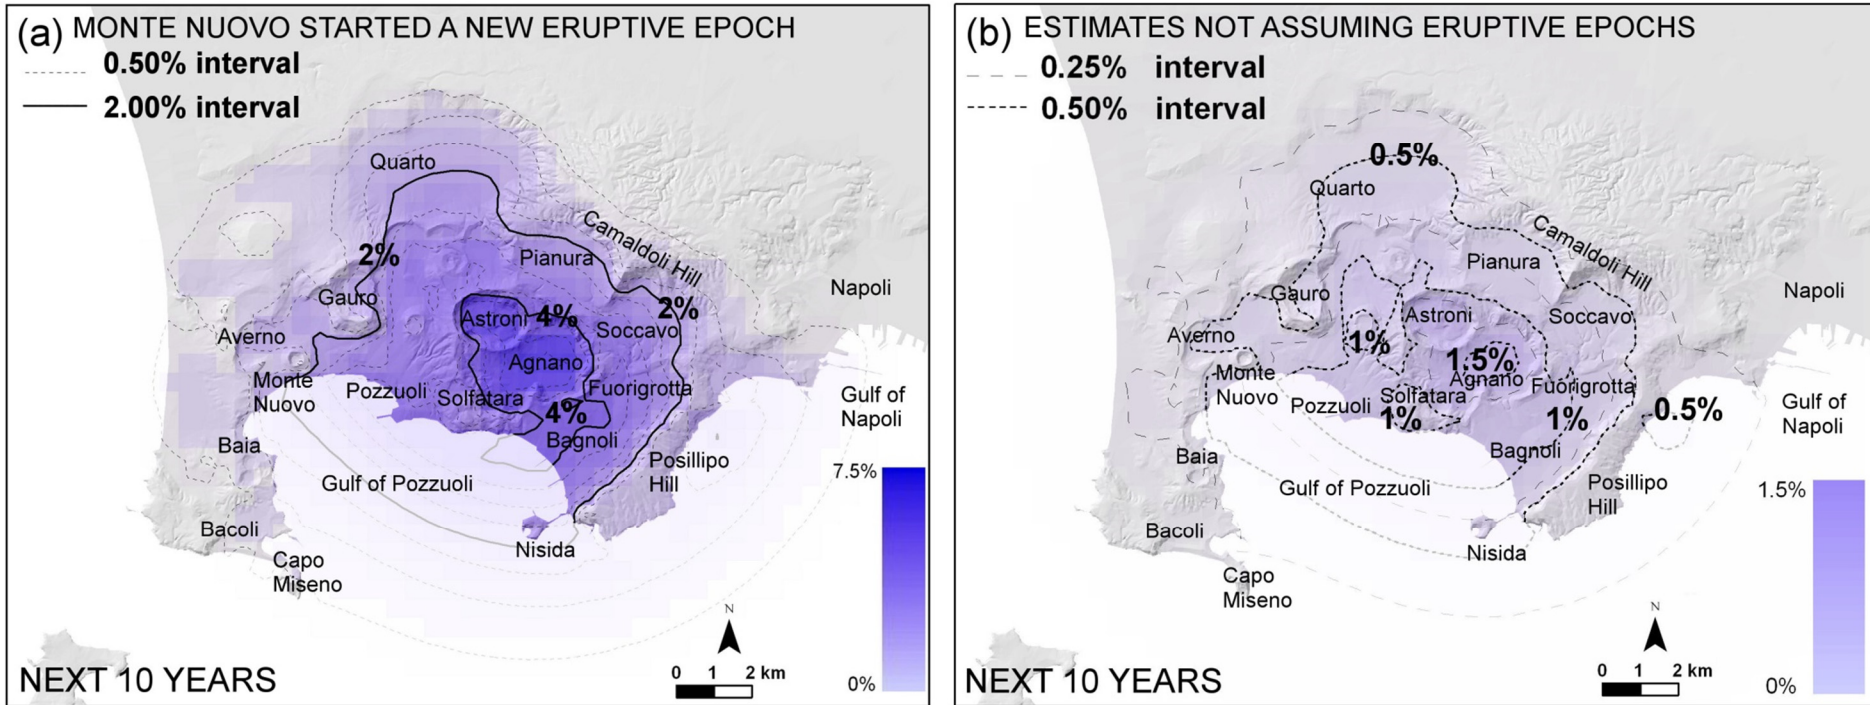 (a) MONTE NUOVO STARTED A NEW ERUPTIVE EPOCH
0.50% interval
2.00% interval
Quarto
Camaldoli Hill
2%
Pianura
Napoli
Gauro
2%
Astroni
4%
Soccavo
Averno
Agnano
Monte
Nuovo
Pozzuoli
Solfatara
Fuorigrotta
Gulf of
Napoli
4%
Bagnoli
Baia
Posillipo
Hill
7.5%
Gulf of Pozzuoli
Bacoli
Nisida
Capo
Miseno
N
0 1 2 km
0%
NEXT 10 YEARS
(b) ESTIMATES NOT ASSUMING ERUPTIVE EPOCHS
0.25% interval
0.50% interval
0.5%
Quarto
Camaldoli Hill
Pianura
Napoli
Gauro
Astroni
Soccavo
Averno
1%
1.5%
Agnano
Monte
Nuovo
Fuorigrotta
Solfatara
Pozzuoli
1%
1%
0.5%
Gulf of
Napoli
Bagnoli
Baia
Posillipo
Hill
Gulf of Pozzuoli
1.5%
Bacoli
Nisida
Capo
Miseno
N
0 1 2 km
0%
NEXT 10 YEARS